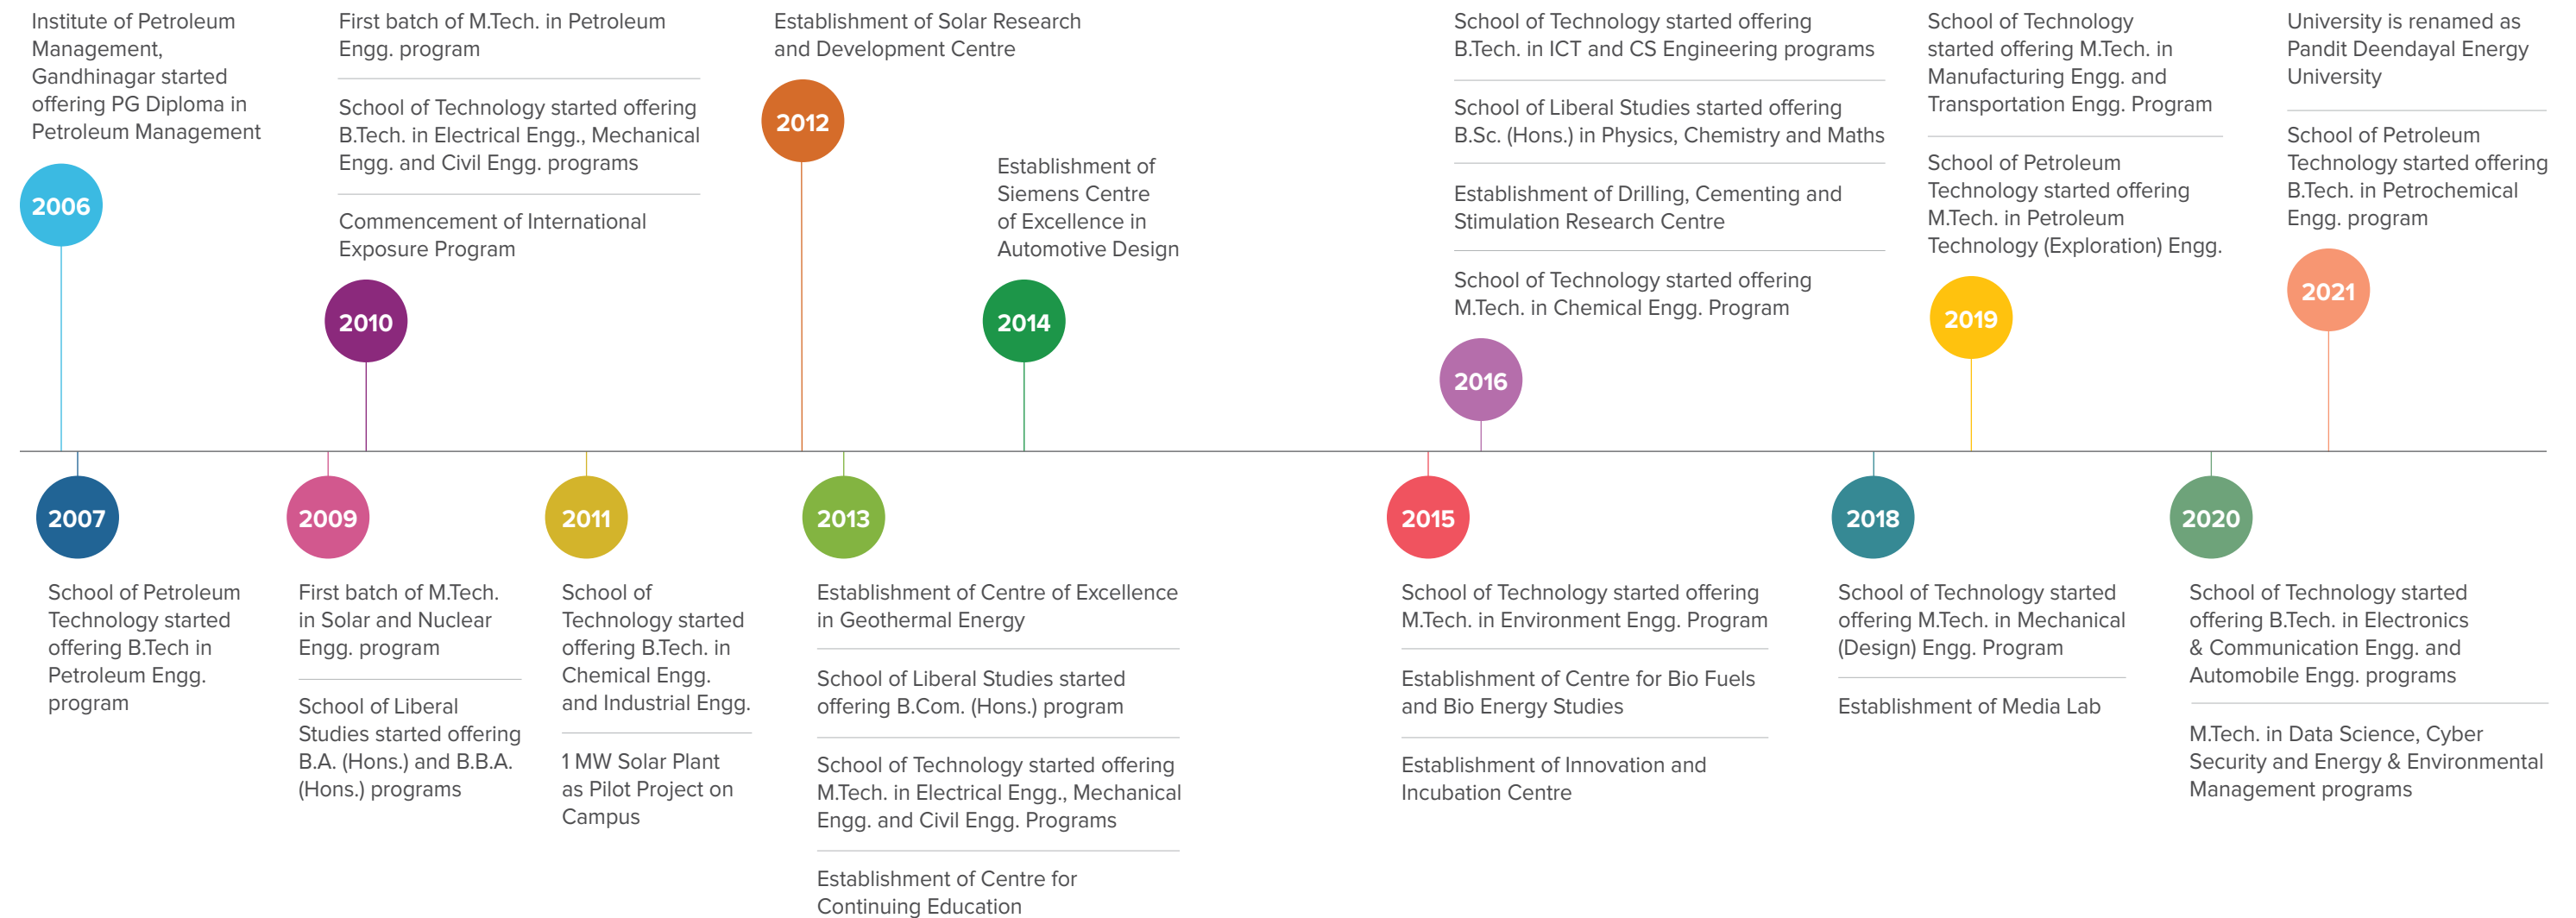 Institute of Petroleum
Management,
Gandhinagar started
offering PG Diploma in
Petroleum Management
2006
First batch of M.Tech. in Petroleum
Engg. program
School of Technology started offering
B.Tech. in Electrical Engg., Mechanical
Engg. and Civil Engg. programs
Commencement of International
Exposure Program
2010
Establishment of Solar Research
and Development Centre
2012
Establishment of
Siemens Centre
of Excellence in
Automotive Design
2014
School of Technology started offering
B.Tech. in ICT and CS Engineering programs
School of Liberal Studies started offering
B.Sc. (Hons.) in Physics, Chemistry and Maths
Establishment of Drilling, Cementing and
Stimulation Research Centre
School of Technology started offering
M.Tech. in Chemical Engg. Program
2016
School of Technology
started offering M.Tech. in
Manufacturing Engg. and
Transportation Engg. Program
School of Petroleum
Technology started offering
M.Tech. in Petroleum
Technology (Exploration) Engg.
2019
University is renamed as
Pandit Deendayal Energy
University
School of Petroleum
Technology started offering
B.Tech. in Petrochemical
Engg. program
2021
2007
School of Petroleum
Technology started
offering B.Tech in
Petroleum Engg.
program
2009
First batch of M.Tech.
in Solar and Nuclear
Engg. program
School of Liberal
Studies started offering
B.A. (Hons.) and B.B.A.
(Hons.) programs
2011
School of
Technology started
offering B.Tech. in
Chemical Engg.
and Industrial Engg.
1 MW Solar Plant
as Pilot Project on
Campus
2013
Establishment of Centre of Excellence
in Geothermal Energy
School of Liberal Studies started
offering B.Com. (Hons.) program
School of Technology started offering
M.Tech. in Electrical Engg., Mechanical
Engg. and Civil Engg. Programs
Establishment of Centre for
Continuing Education
2015
School of Technology started offering
M.Tech. in Environment Engg. Program
Establishment of Centre for Bio Fuels
and Bio Energy Studies
Establishment of Innovation and
Incubation Centre
2018
School of Technology started
offering M.Tech. in Mechanical
(Design) Engg. Program
Establishment of Media Lab
2020
School of Technology started
offering B.Tech. in Electronics
& Communication Engg. and
Automobile Engg. programs
M.Tech. in Data Science, Cyber
Security and Energy & Environmental
Management programs